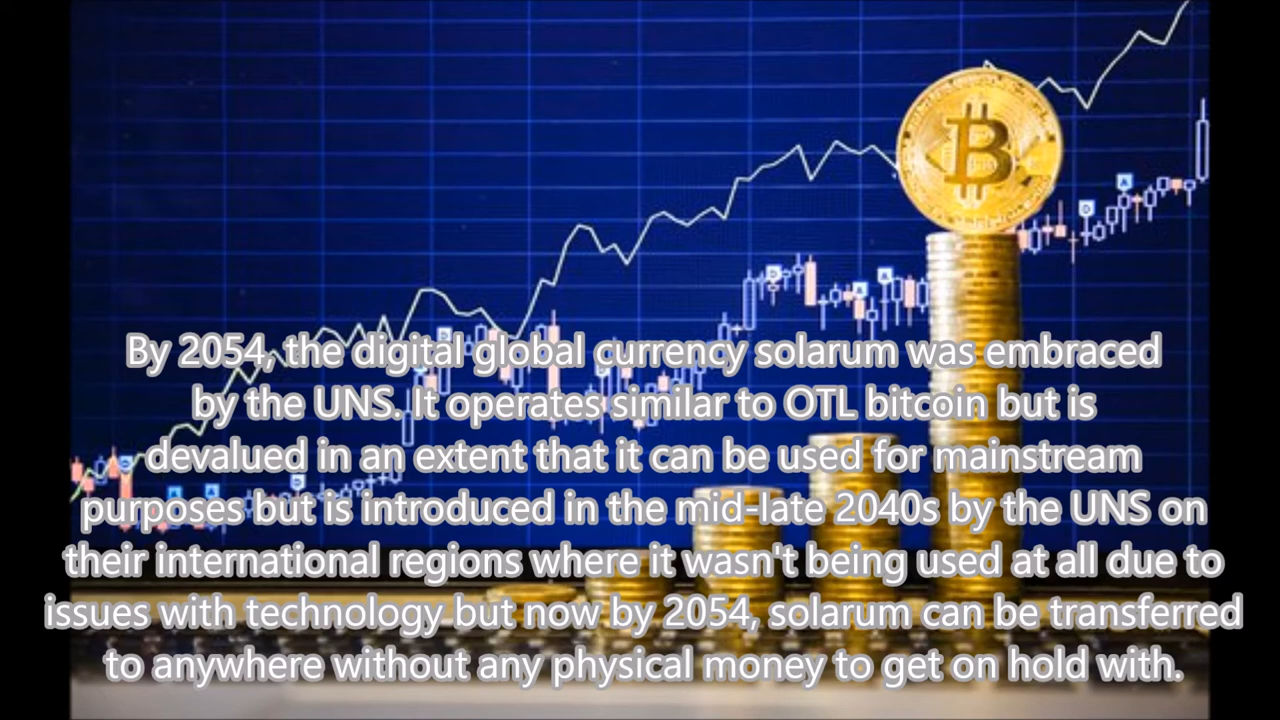 By 2054, the digital global currency solarum was embraced
by the UNS. It operates similar to OTL bitcoin but is
devalued in an extent that it can be used for mainstream
purposes but is introduced in the mid-late 2040s by the UNS on
their international regions where it wasn't being used at all due to
issues with technology but now by 2054, solarum can be transferred
to anywhere without any physical money to get on hold with.